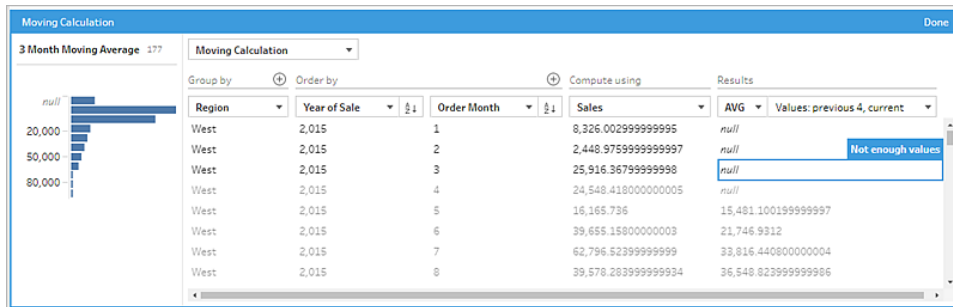 Moving Calculation Done
3 Month Moving Average 177
Moving Calculation
Group by Order by Compute using Results
Region Year of Sale Order Month Sales AVG Values: previous 4, current
null
20,000
50,000
80,000
West 2,015 1 8,326.002999999995 null
West 2,015 2 2,448.9759999999997 null
Not enough values
West 2,015 3 25,916.36799999998 null
West 2,015 4 24,548.418000000005 null
West 2,015 5 16,165.736 15,481.100199999997
West 2,015 6 39,655.15800000003 21,746.9312
West 2,015 7 62,796.52399999999 33,816.440800000004
West 2,015 8 39,578.283999999934 36,548.823999999986